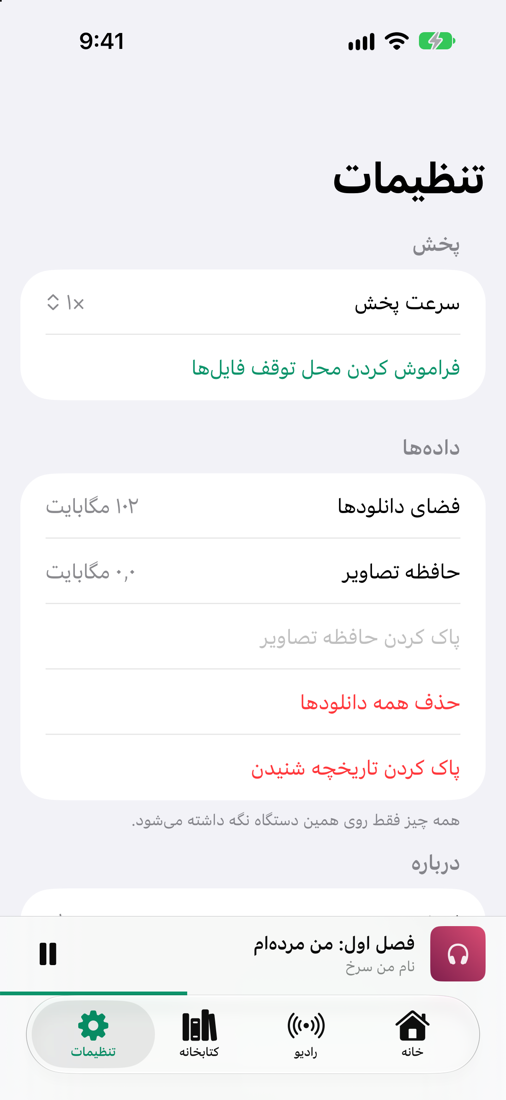 9:41
تنظیمات
پخش
سرعت پخش
۱×
فراموش کردن محل توقف فایل‌ها
داده‌ها
فضای دانلودها
۱۰۲ مگابایت
حافظه تصاویر
۰٫۰ مگابایت
پاک کردن حافظه تصاویر
حذف همه دانلودها
پاک کردن تاریخچه شنیدن
همه چیز فقط روی همین دستگاه نگه داشته می‌شود.
درباره
فصل اول: من مرده‌ام
نام من سرخ
خانه
رادیو
کتابخانه
تنظیمات